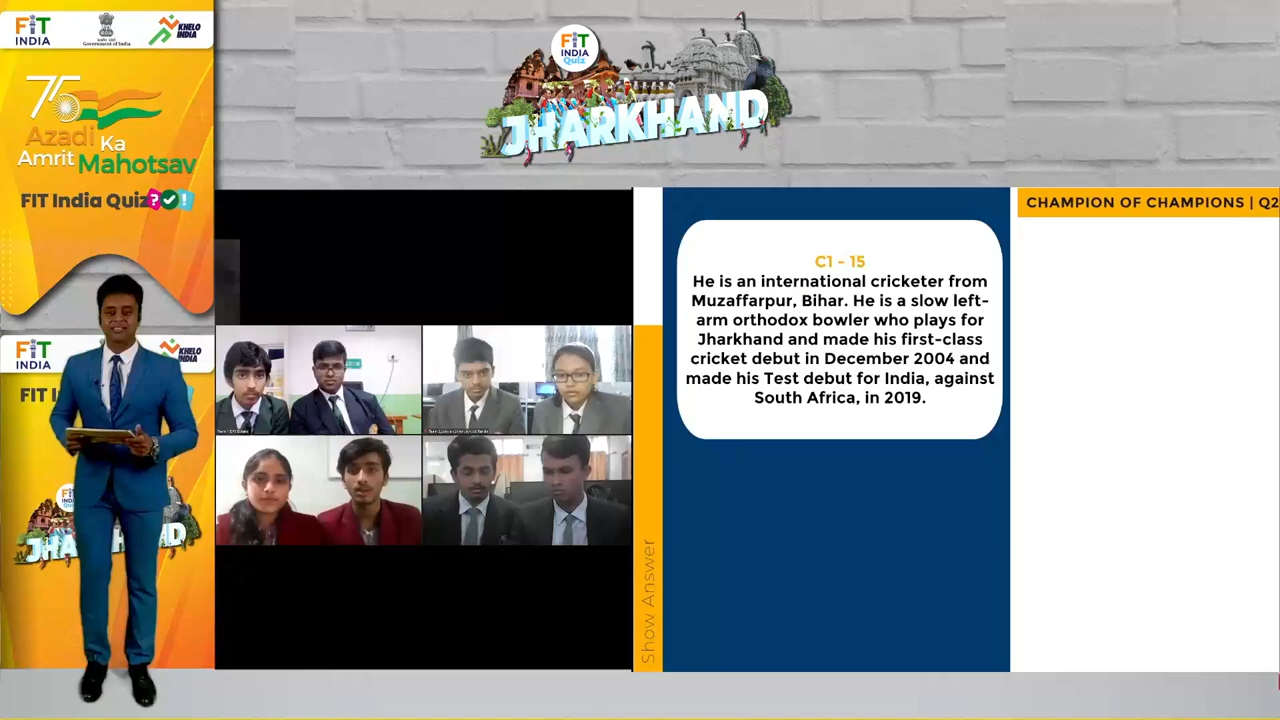 FiT
INDIA
Government of India
KHELO
INDIA
75
Azadi
Ka
Amrit
Mahotsav
FIT India Quiz?!
FiT
INDIA
Quiz
JHARKHAND
CHAMPION OF CHAMPIONS | Q2
C1 - 15
He is an international cricketer from
Muzaffarpur, Bihar. He is a slow left-
arm orthodox bowler who plays for
Jharkhand and made his first-class
cricket debut in December 2004 and
made his Test debut for India, against
South Africa, in 2019.
Show Answer
FiT
INDIA
FIT